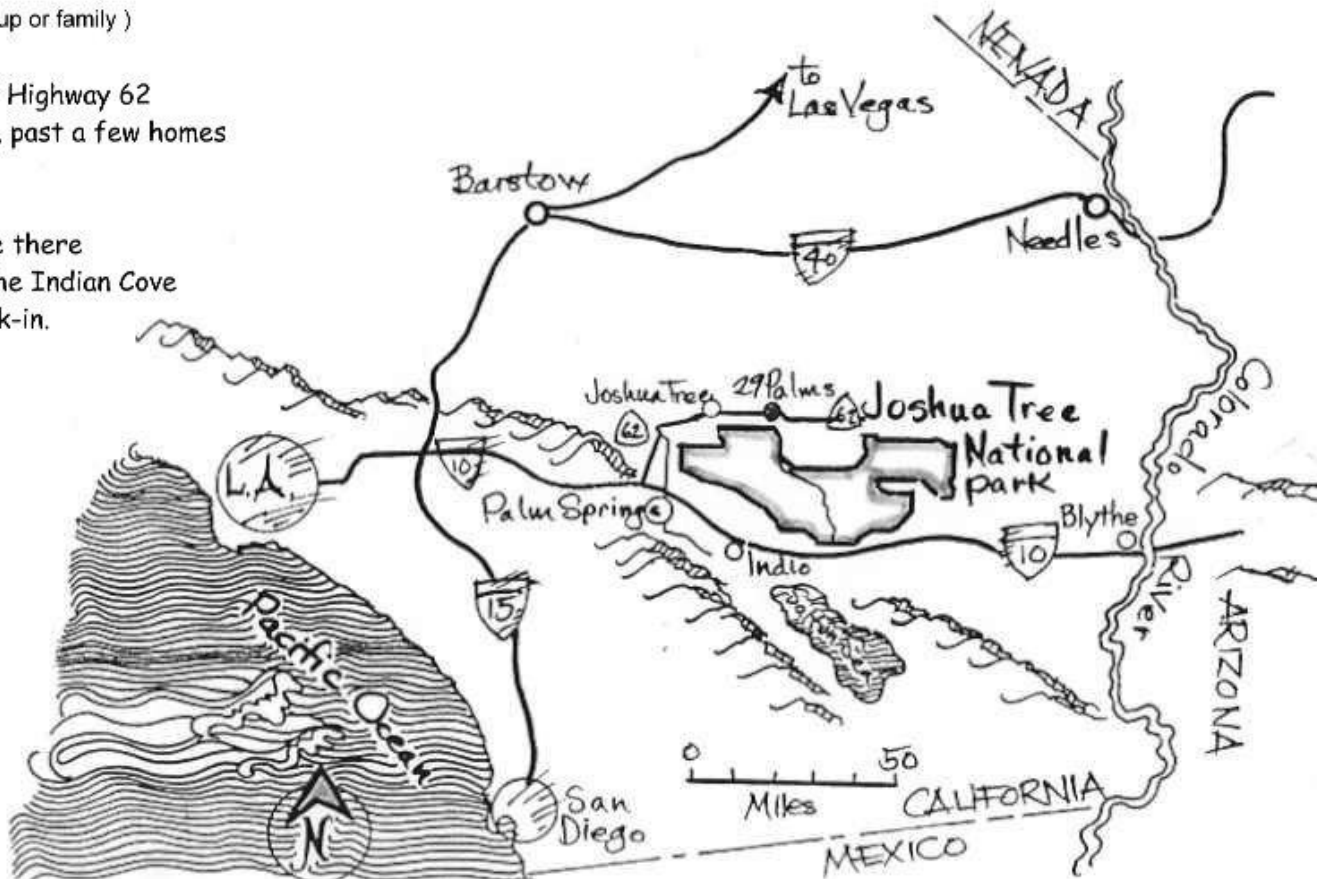 up or family )
Highway 62
past a few homes
e there
ne Indian Cove
k-in.
NEVADA
to
Las Vegas
Barstow
40
Needles
Joshua Tree
29 Palms
62
62
Joshua Tree
National
park
Colorado
River
L.A.
10
Palm Springs
Indio
10
Blythe
15
ARIZONA
Pacific Ocean
N
San
Diego
0 50
Miles
CALIFORNIA
MEXICO